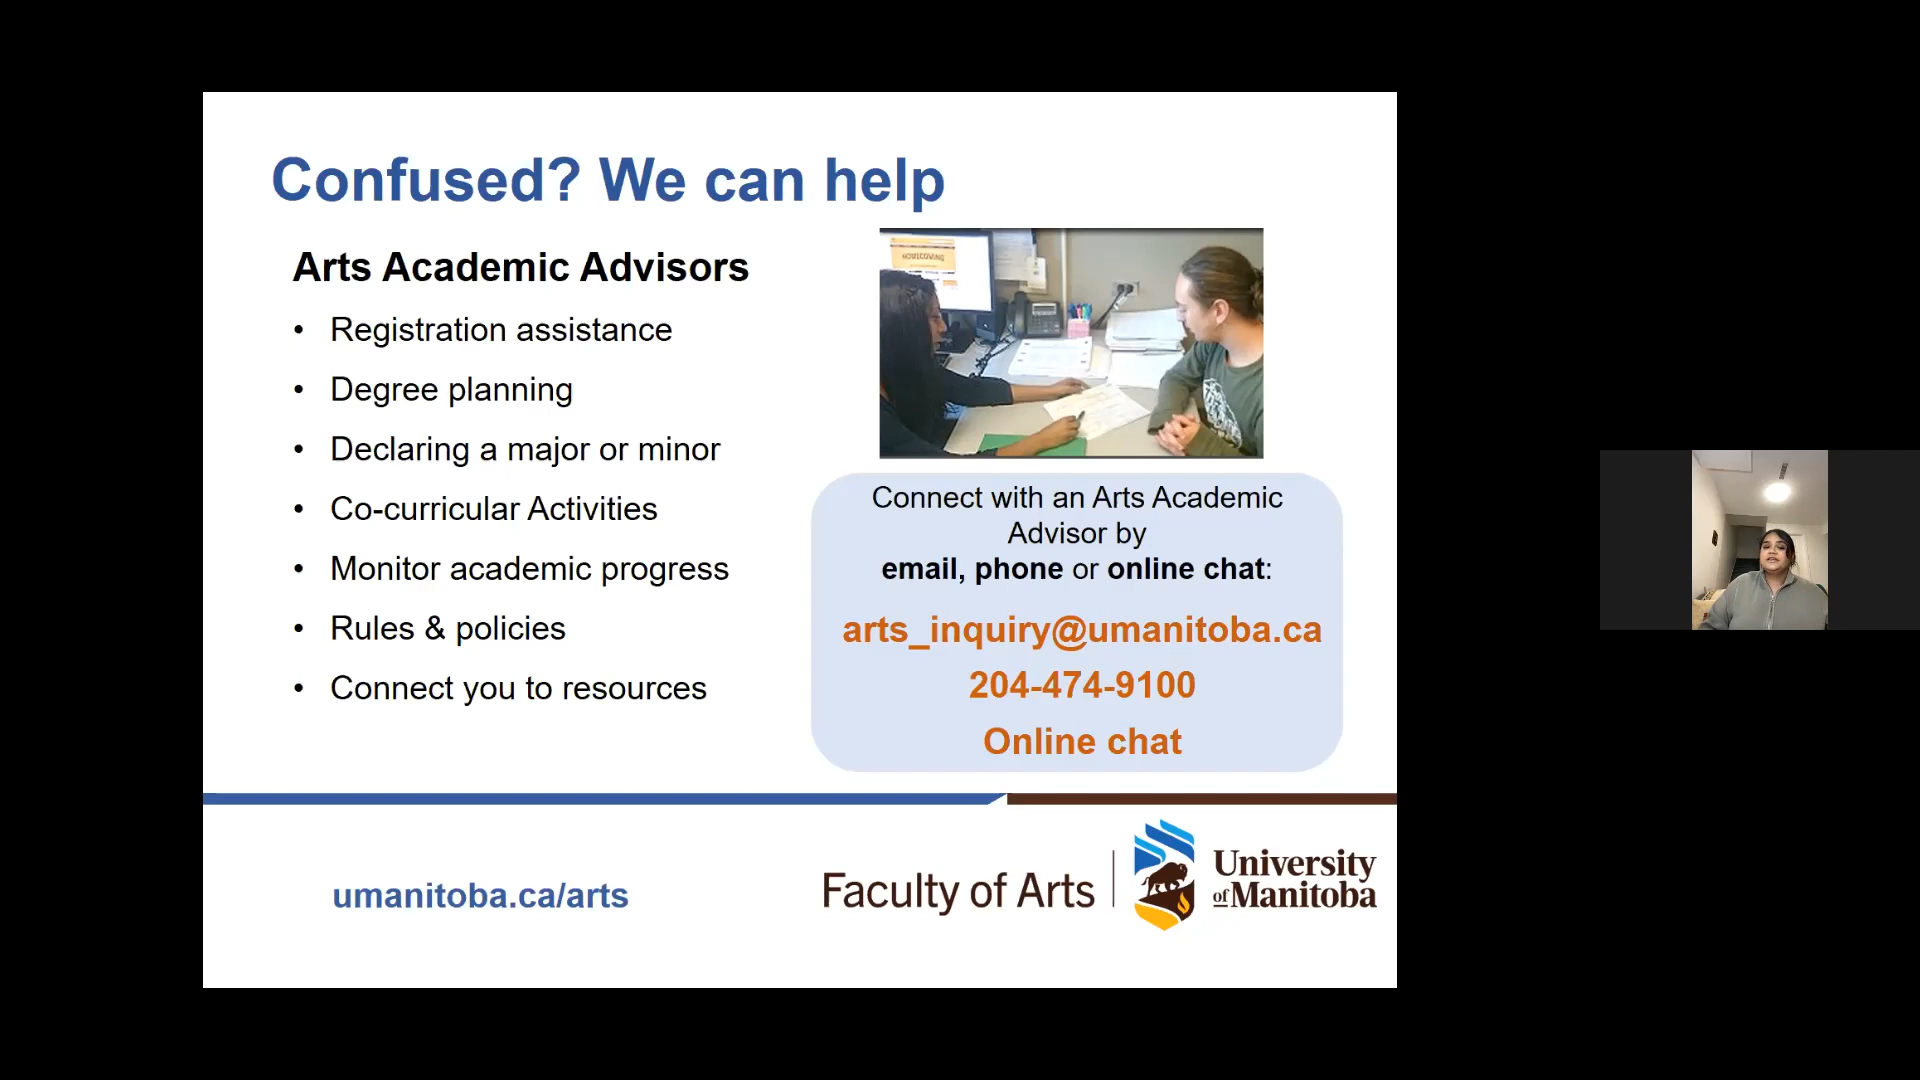 Confused? We can help
Arts Academic Advisors
• Registration assistance
• Degree planning
• Declaring a major or minor
• Co-curricular Activities
• Monitor academic progress
• Rules & policies
• Connect you to resources
HOMECOMING
Connect with an Arts Academic
Advisor by
email, phone or online chat:
arts_inquiry@umanitoba.ca
204-474-9100
Online chat
umanitoba.ca/arts
Faculty of Arts
University
of Manitoba